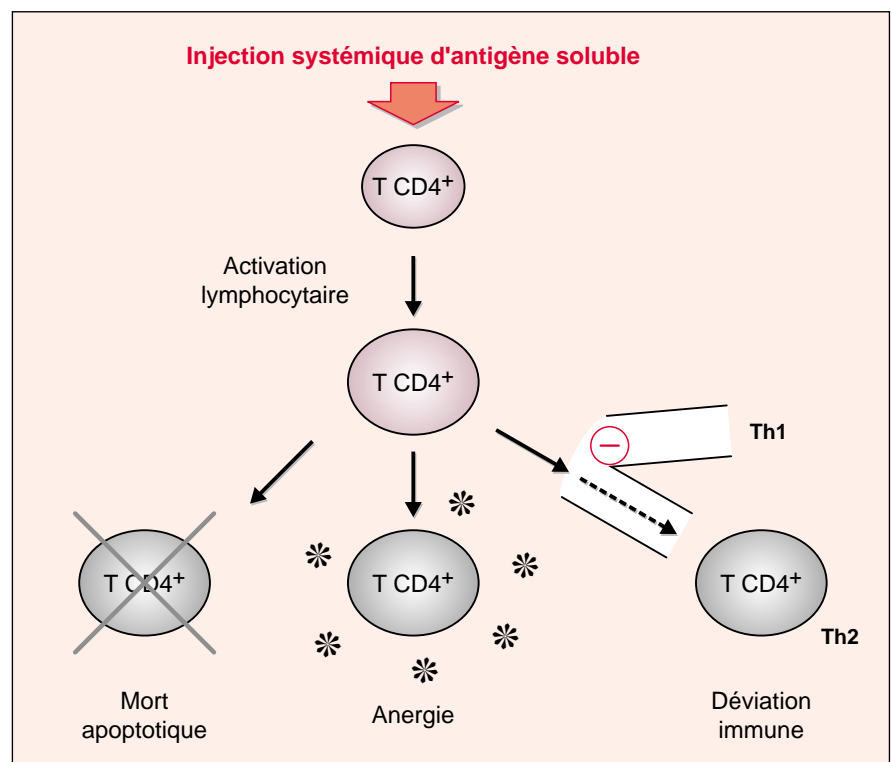 Injection systémique d'antigène soluble
T CD4+
Activation
lymphocytaire
T CD4+
Th1
T CD4+
T CD4+
T CD4+
Th2
Mort
apoptotique
Anergie
Déviation
immune